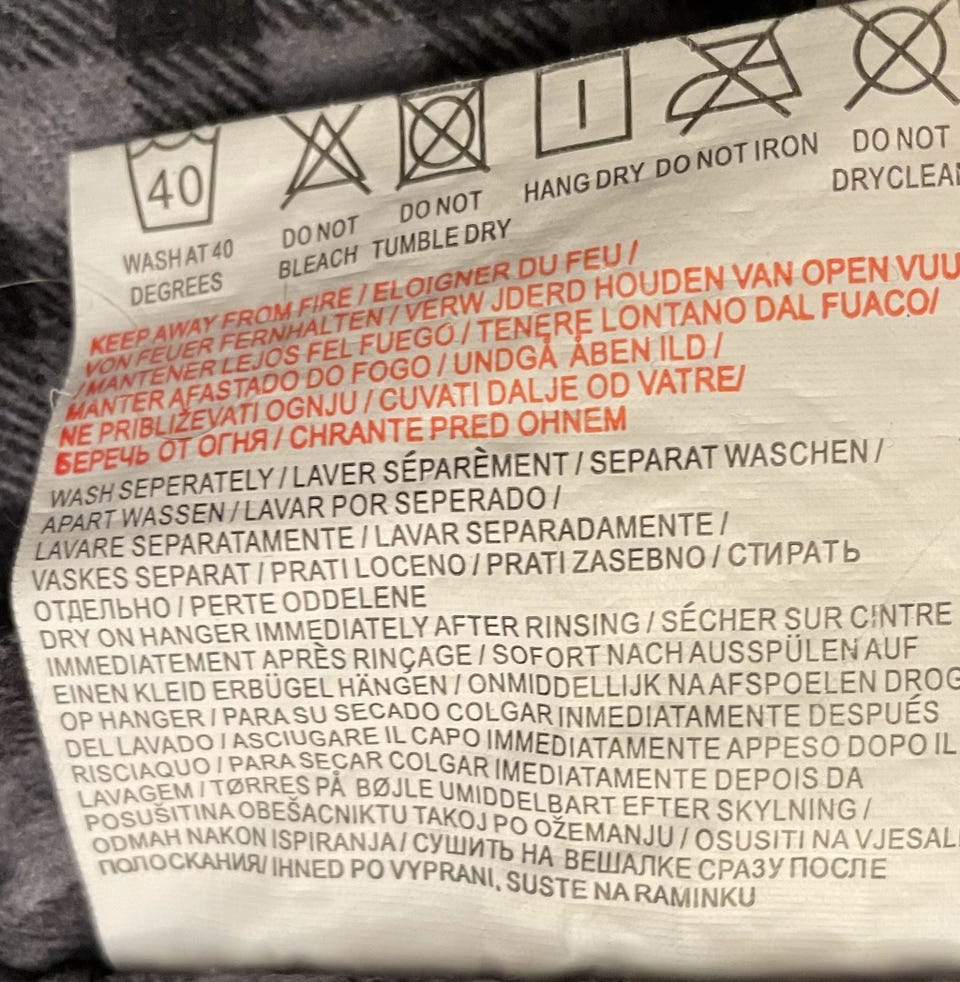 40
WASH AT 40
DEGREES
DO NOT
BLEACH
DO NOT
TUMBLE DRY
HANG DRY
DO NOT IRON
DO NOT
DRYCLEA
KEEP AWAY FROM FIRE / ELOIGNER DU FEU /
VON FEUER FERNHALTEN / VERW JDERD HOUDEN VAN OPEN VUU
/MANTENER LEJOS FEL FUEGO / TENERE LONTANO DAL FUACO/
MANTER AFASTADO DO FOGO / UNDGÅ ÅBEN ILD /
NE PRIBLIŽEVATI OGNJU / CUVATI DALJE OD VATRE/
БЕРЕЧЬ ОТ ОГНЯ / CHRANTE PRED OHNEM
WASH SEPERATELY / LAVER SÉPARÈMENT / SEPARAT WASCHEN /
APART WASSEN / LAVAR POR SEPERADO /
LAVARE SEPARATAMENTE / LAVAR SEPARADAMENTE /
VASKES SEPARAT / PRATI LOCENO / PRATI ZASEBNO / СТИРАТЬ
ОТДЕЛЬНО / PERTE ODDELENE
DRY ON HANGER IMMEDIATELY AFTER RINSING / SÉCHER SUR CINTRE
IMMEDIATEMENT APRÈS RINÇAGE / SOFORT NACH AUSSPÜLEN AUF
EINEN KLEID ERBÜGEL HÄNGEN / ONMIDDELLIJK NA AFSPOELEN DROG
OP HANGER / PARA SU SECADO COLGAR INMEDIATAMENTE DESPUÉS
DEL LAVADO / ASCIUGARE IL CAPO IMMEDIATAMENTE APPESO DOPO IL
RISCIAQUO / PARA SECAR COLGAR IMEDIATAMENTE DEPOIS DA
LAVAGEM / TØRRES PÅ BØJLE UMIDDELBART EFTER SKYLNING /
POSUŠITINA OBEŠACNIKTU TAKOJ PO OŽEMANJU / OSUSITI NA VJESALI
ODMAH NAKON ISPIRANJA / СУШИТЬ НА ВЕШАЛКЕ СРАЗУ ПОСЛЕ
ПОЛОСКАНИЯ/ IHNED PO VYPRANI, SUSTE NA RAMINKU